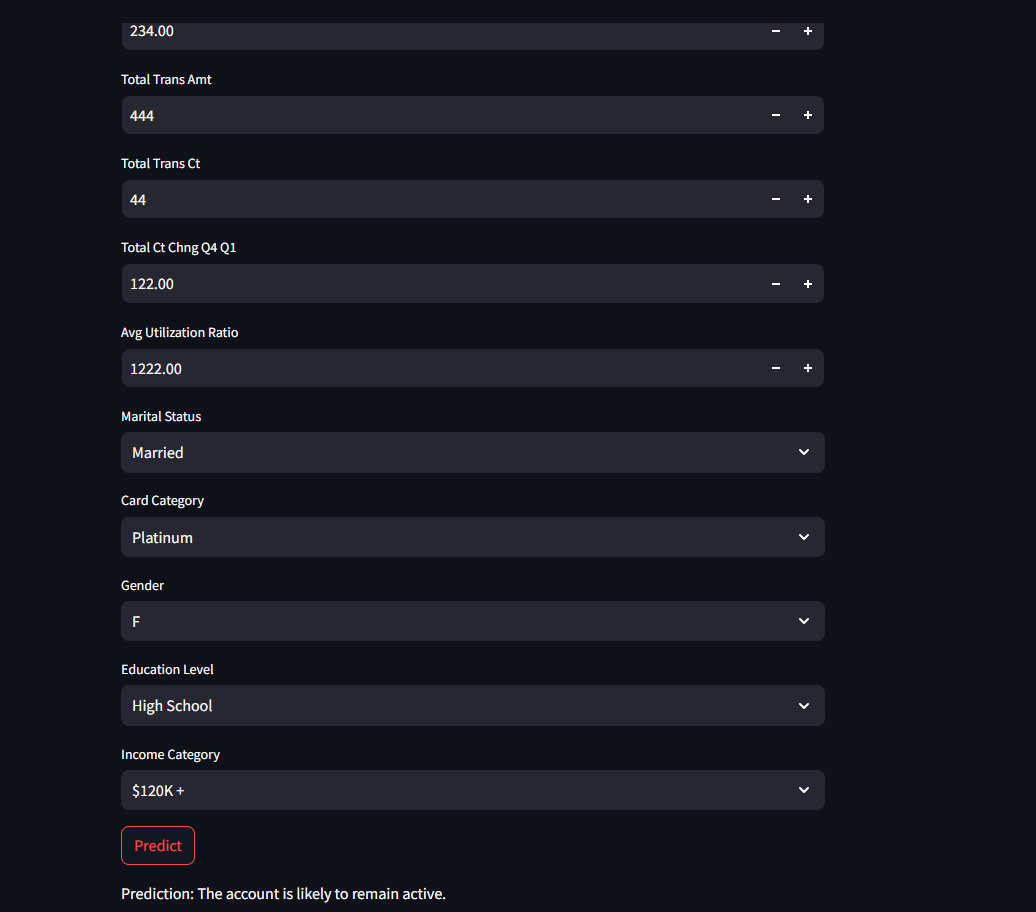 234.00
Total Trans Amt
444
Total Trans Ct
44
Total Ct Chng Q4 Q1
122.00
Avg Utilization Ratio
1222.00
Marital Status
Married
Card Category
Platinum
Gender
F
Education Level
High School
Income Category
$120K +
Predict
Prediction: The account is likely to remain active.